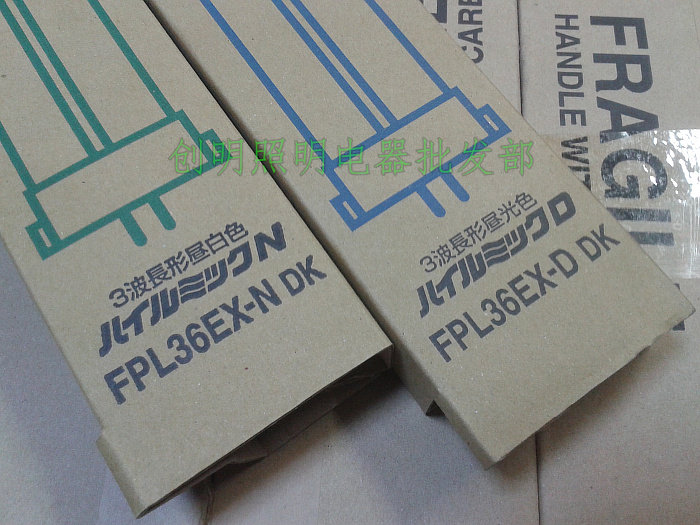 3波長形昼白色
ハイルミックN
FPL36EX-N DK
3波長形昼光色
ハイルミックD
FPL36EX-D DK
创明照明电器批发部
FRAGIL
HANDLE WI
CARE